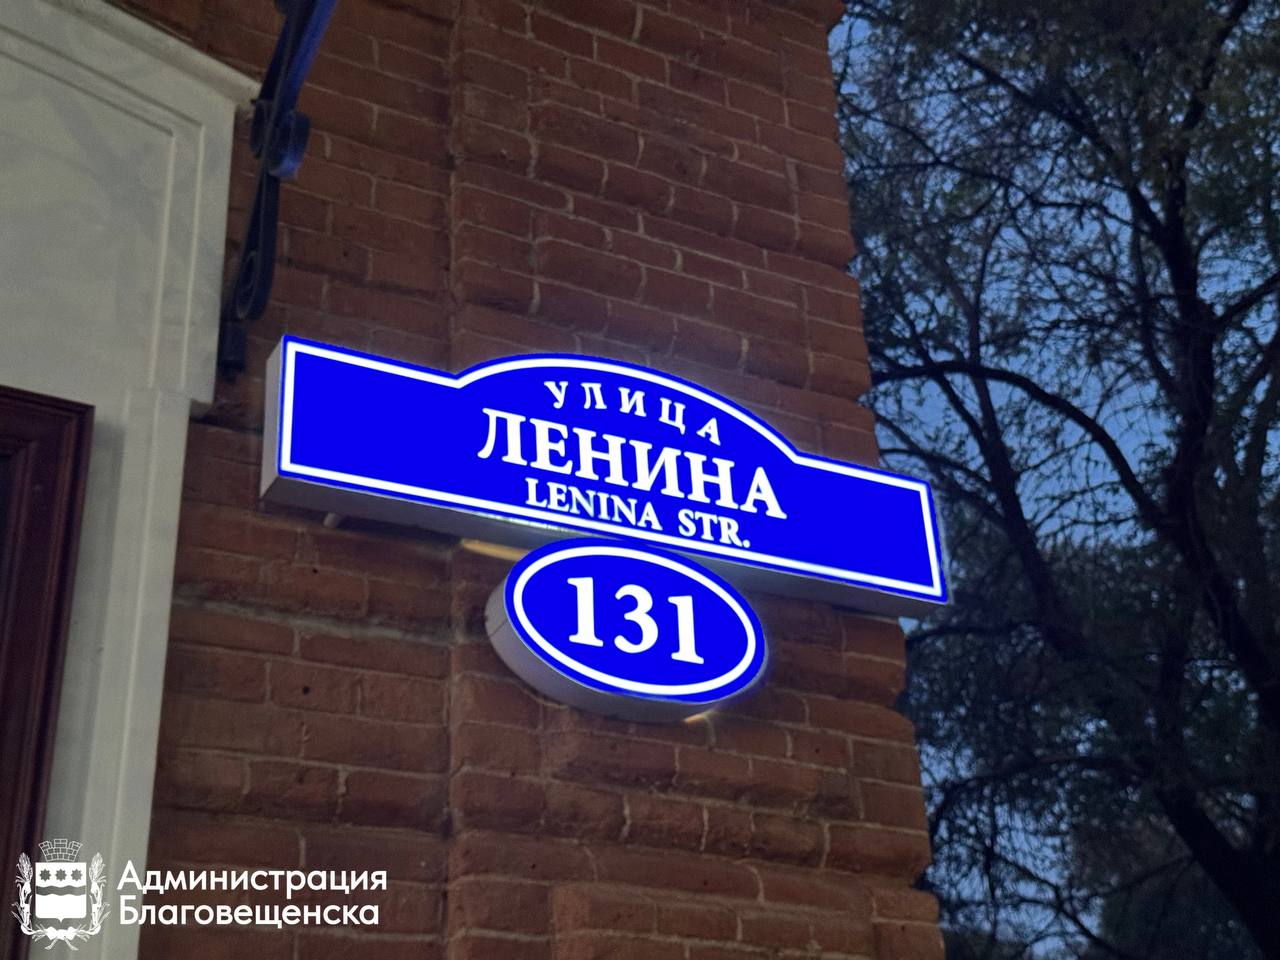 УЛИЦА
ЛЕНИНА
LENINA STR.
131
Администрация
Благовещенска